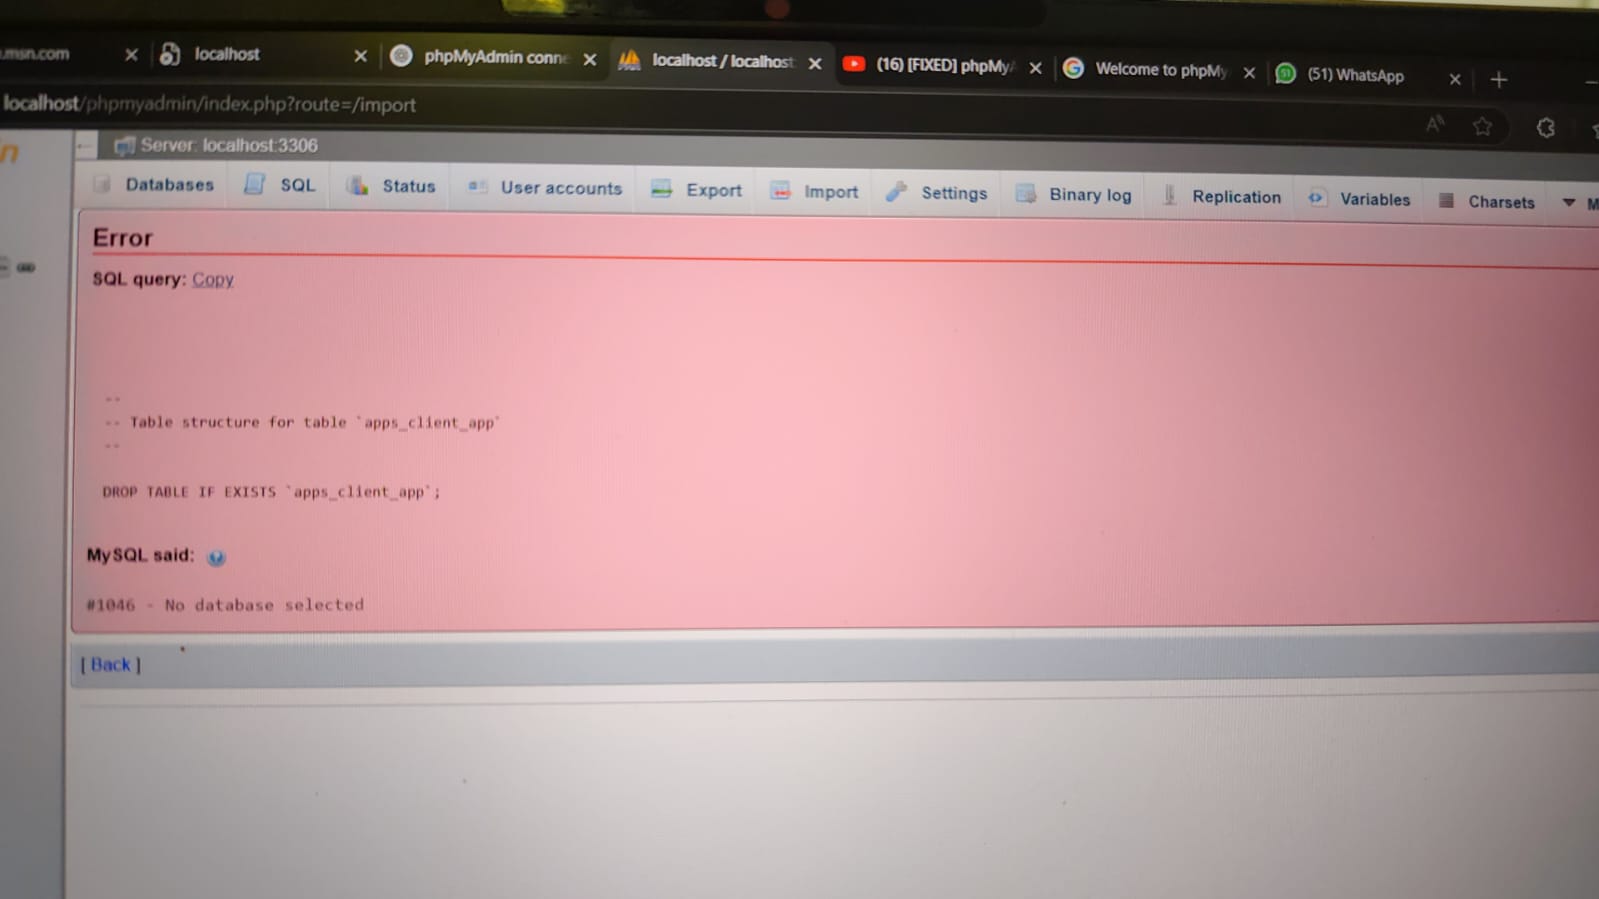 .msn.com
localhost
phpMyAdmin conne
localhost / localhost:
(16) [FIXED] phpMyA
Welcome to phpMy
(51) WhatsApp
localhost/phpmyadmin/index.php?route=/import
Server: localhost:3306
Databases
SQL
Status
User accounts
Export
Import
Settings
Binary log
Replication
Variables
Charsets
M
Error
SQL query: Copy
--
-- Table structure for table `apps_client_app`
--
DROP TABLE IF EXISTS `apps_client_app`;
MySQL said:
#1046 - No database selected
[ Back ]